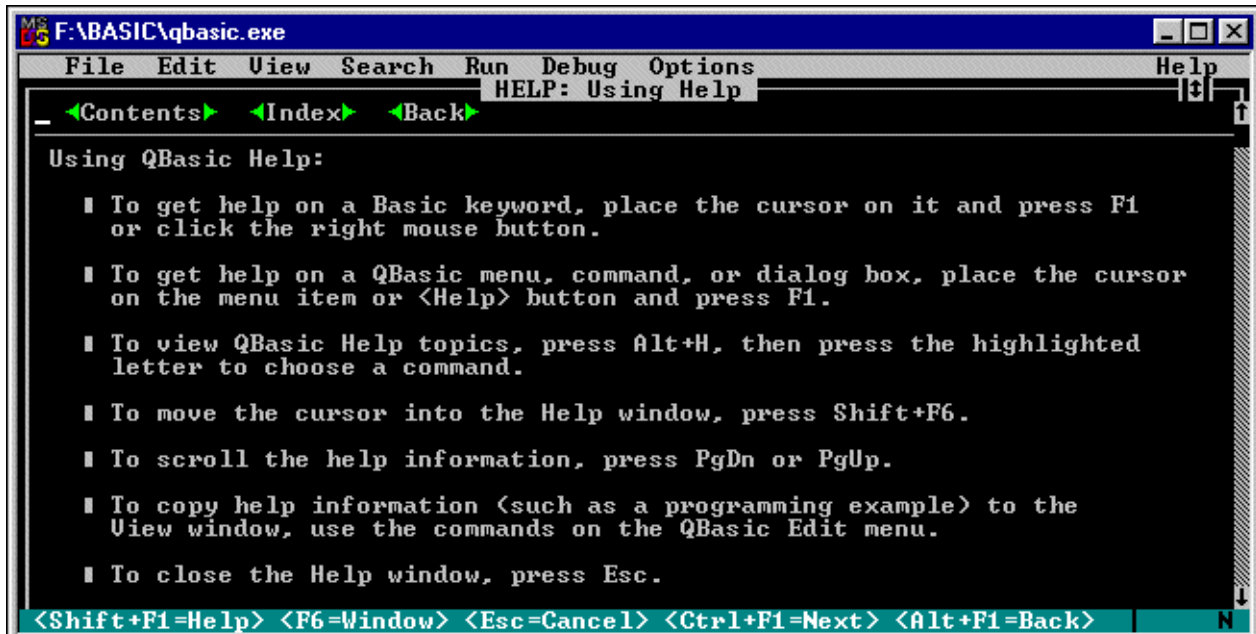 F:\BASIC\qbasic.exe
File Edit View Search Run Debug Options Help
HELP: Using Help
◄Contents► ◄Index► ◄Back►
Using QBasic Help:
To get help on a Basic keyword, place the cursor on it and press F1
or click the right mouse button.
To get help on a QBasic menu, command, or dialog box, place the cursor
on the menu item or <Help> button and press F1.
To view QBasic Help topics, press Alt+H, then press the highlighted
letter to choose a command.
To move the cursor into the Help window, press Shift+F6.
To scroll the help information, press PgDn or PgUp.
To copy help information (such as a programming example) to the
View window, use the commands on the QBasic Edit menu.
To close the Help window, press Esc.
<Shift+F1=Help> <F6=Window> <Esc=Cancel> <Ctrl+F1=Next> <Alt+F1=Back> N